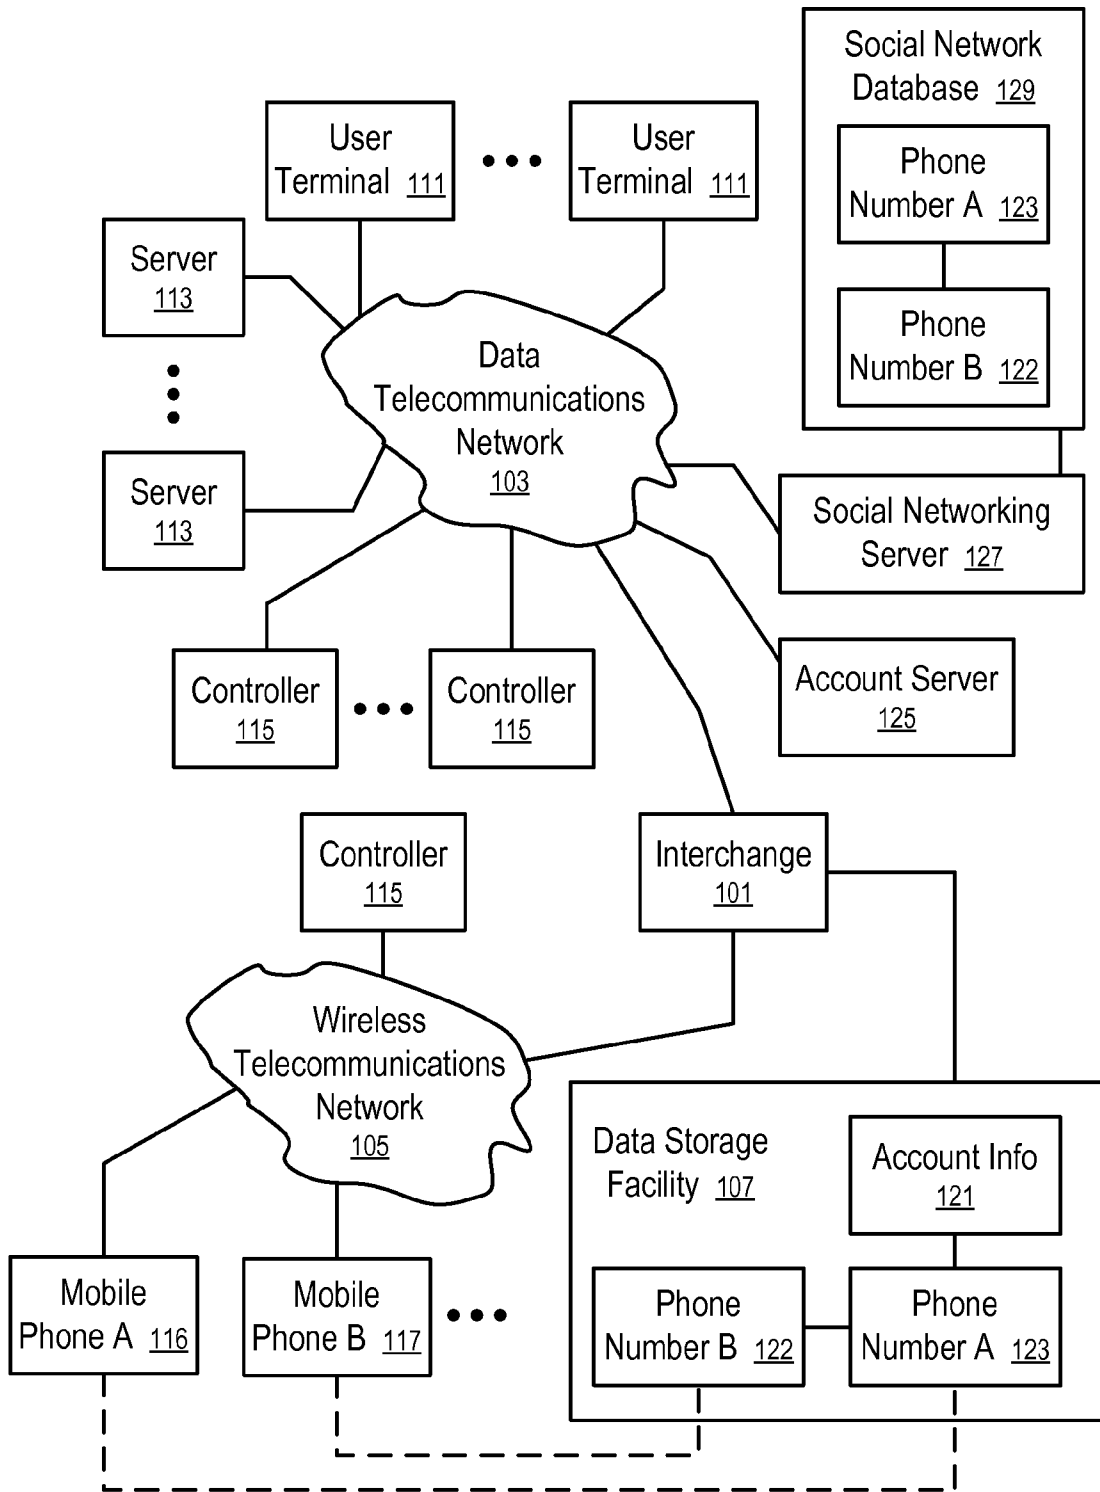 Social Network
Database 129
Phone
Number A 123
Phone
Number B 122
User
Terminal 111
User
Terminal 111
Server
113
Data
Telecommunications
Network
103
Server
113
Social Networking
Server 127
Controller
115
Controller
115
Account Server
125
Controller
115
Interchange
101
Wireless
Telecommunications
Network
105
Data Storage
Facility 107
Account Info
121
Mobile
Phone A 116
Mobile
Phone B 117
Phone
Number B 122
Phone
Number A 123